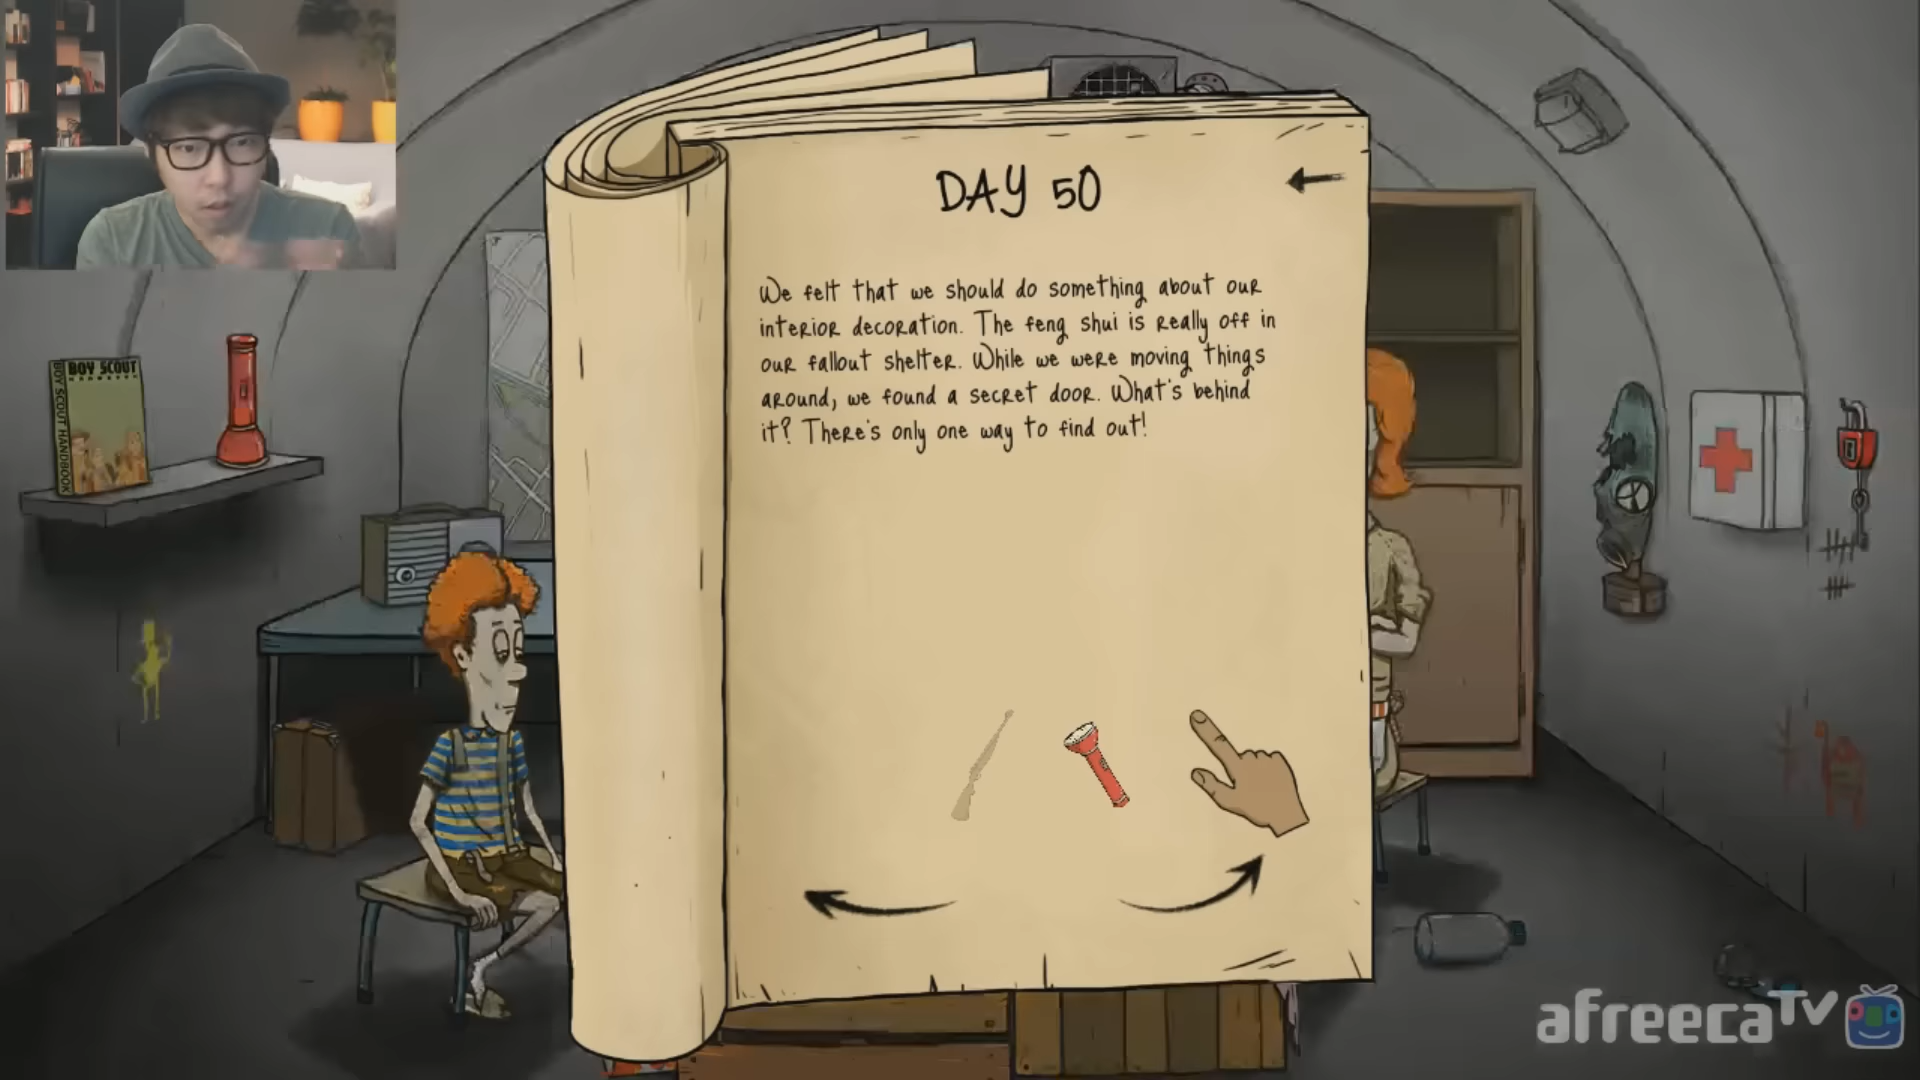 DAY 50
We felt that we should do something about our
interior decoration. The feng shui is really off in
our fallout shelter. While we were moving things
around, we found a secret door. What's behind
it? There's only one way to find out!
BOY SCOUT
HANDBOOK
BOY SCOUT HANDBOOK
afreecaTV